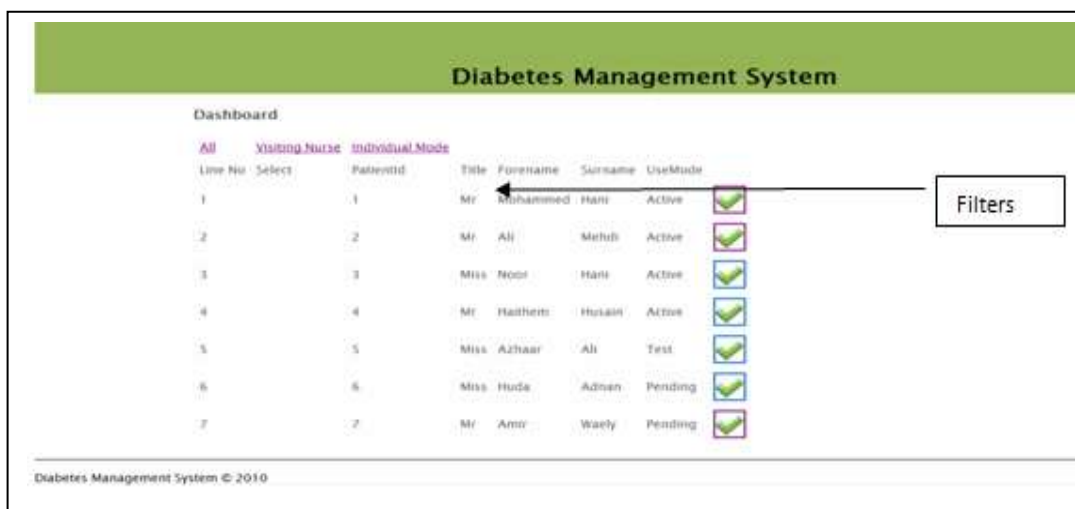 Diabetes Management System
Dashboard
All Visiting Nurse Individual Mode
Line No Select PatientId Title Forename Surname UseMode
1 1 Mr Mohammed Hani Active
Filters
2 2 Mr Ali Mehdi Active
3 3 Miss Noor Hani Active
4 4 Mr Haithem Husain Active
5 5 Miss Azhaar Ali Test
6 6 Miss Huda Adnan Pending
7 7 Mr Amir Waely Pending
Diabetes Management System © 2010